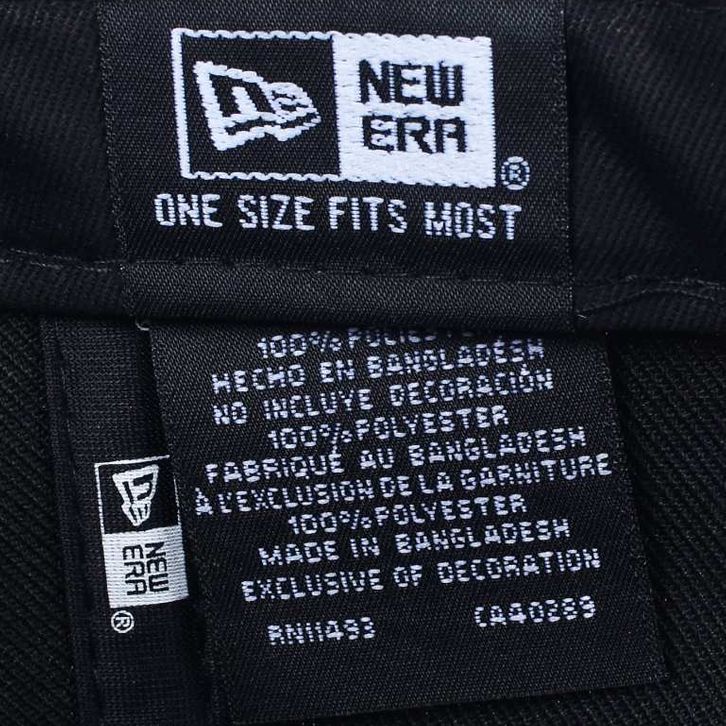 NEW
ERA
®
ONE SIZE FITS MOST
100%
HECHO EN BANGLADESH
NO INCLUYE DECORACIÓN
100%POLYESTER
FABRIQUÉ AU BANGLADESH
À L'EXCLUSION DE LA GARNITURE
100%POLYESTER
MADE IN BANGLADESH
EXCLUSIVE OF DECORATION
RN11493 CA40289
NEW
ERA
®